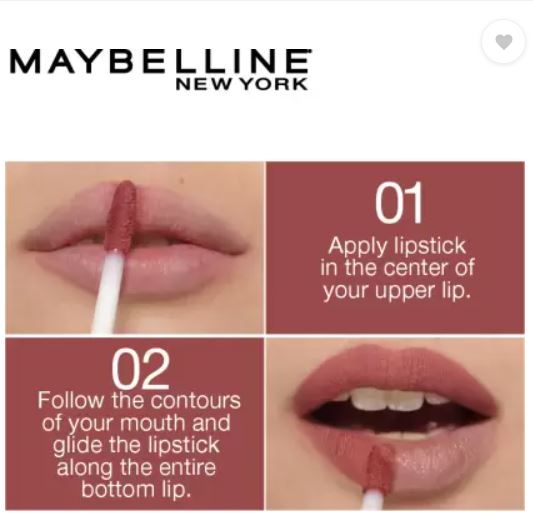 MAYBELLINE
NEW YORK
01
Apply lipstick
in the center of
your upper lip.
02
Follow the contours
of your mouth and
glide the lipstick
along the entire
bottom lip.